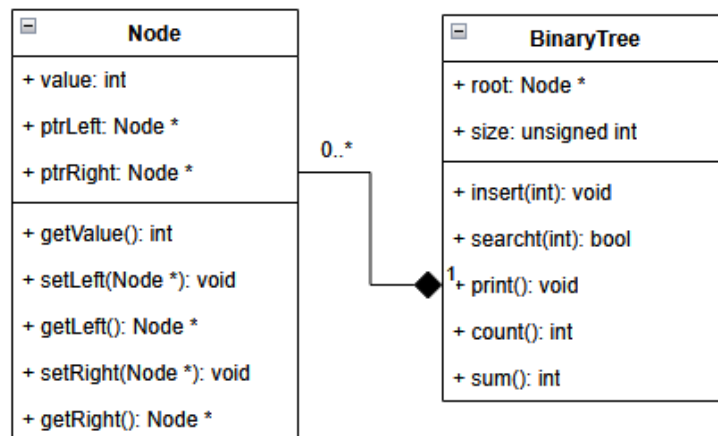 Node
+ value: int
+ ptrLeft: Node *
+ ptrRight: Node *
+ getValue(): int
+ setLeft(Node *): void
+ getLeft(): Node *
+ setRight(Node *): void
+ getRight(): Node *
0..*
1
BinaryTree
+ root: Node *
+ size: unsigned int
+ insert(int): void
+ searcht(int): bool
+ print(): void
+ count(): int
+ sum(): int